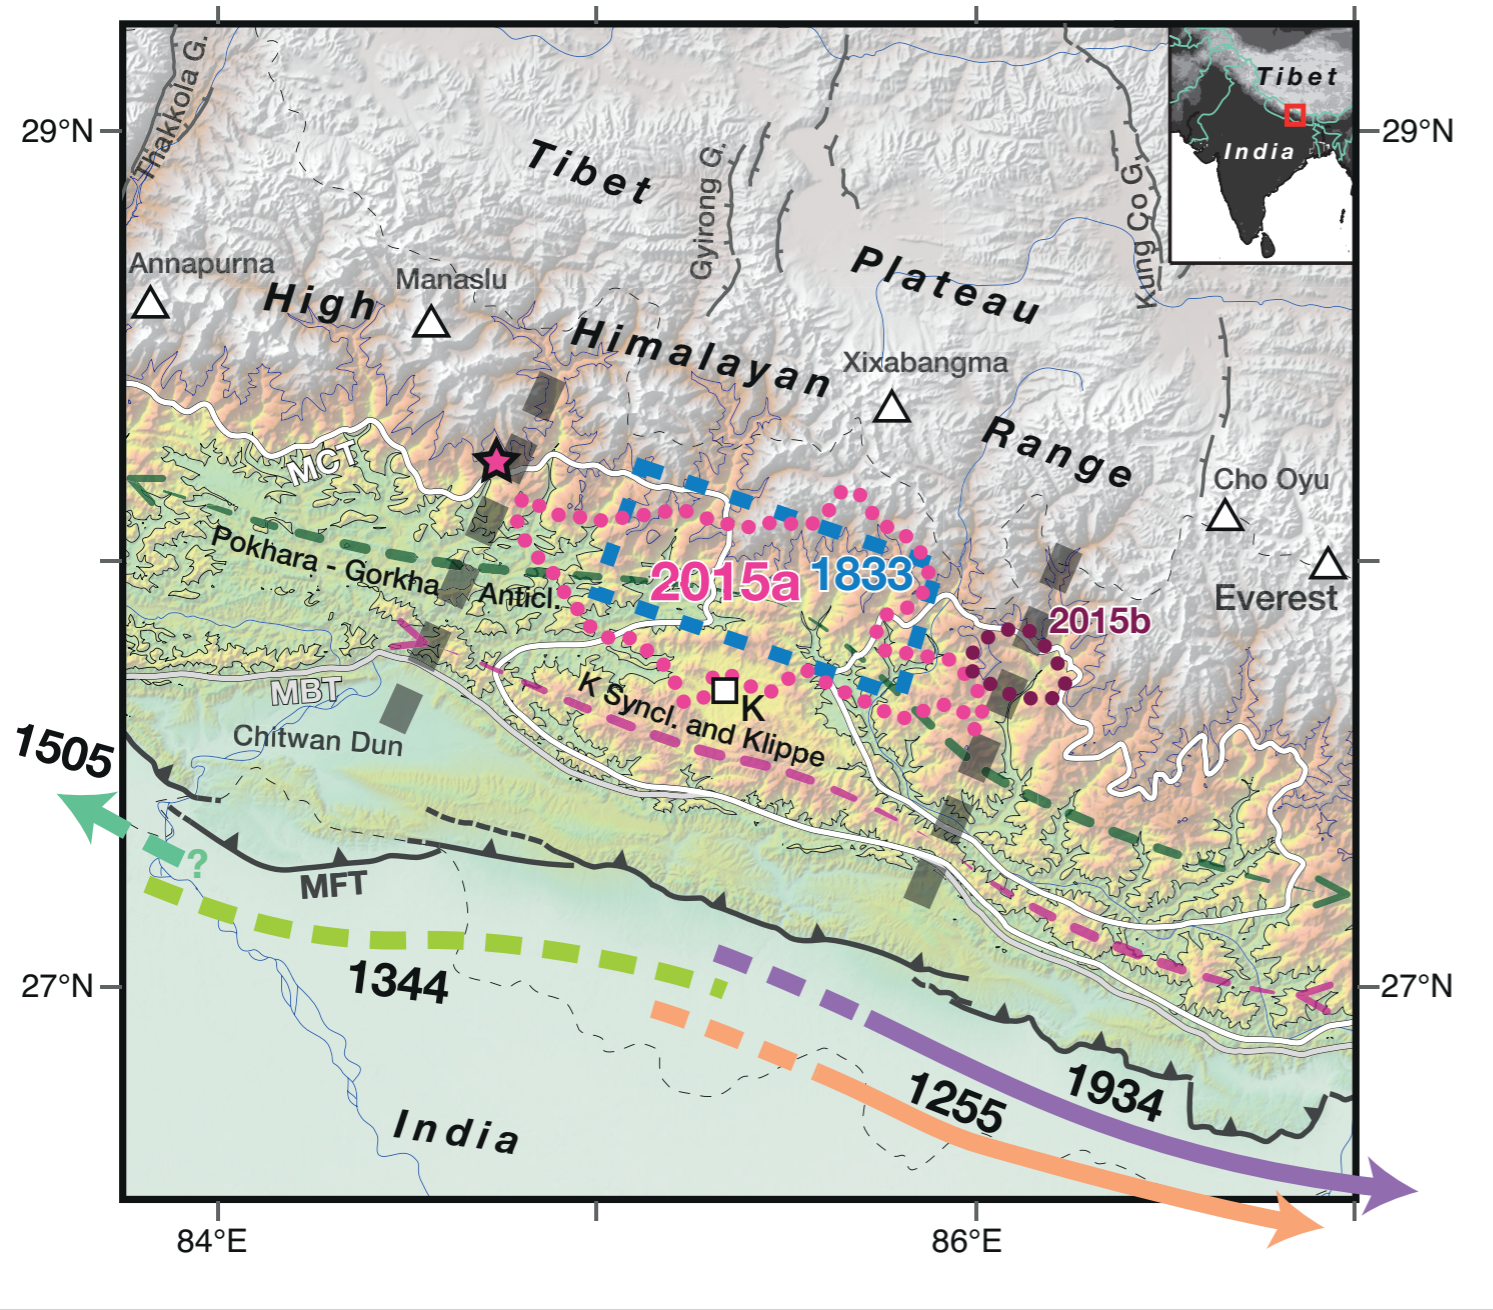 Thakkola G.
Tibet
India
29°N
29°N
Tibet
Gyirong G.
Kung Co G.
Plateau
Annapurna
Manaslu
High
Himalayan
Xixabangma
Range
MCT
Cho Oyu
Pokhara - Gorkha Anticl.
2015a
1833
Everest
2015b
MBT
K
K Syncl. and Klippe
Chitwan Dun
1505
?
MFT
1344
27°N
27°N
1934
1255
India
84°E
86°E